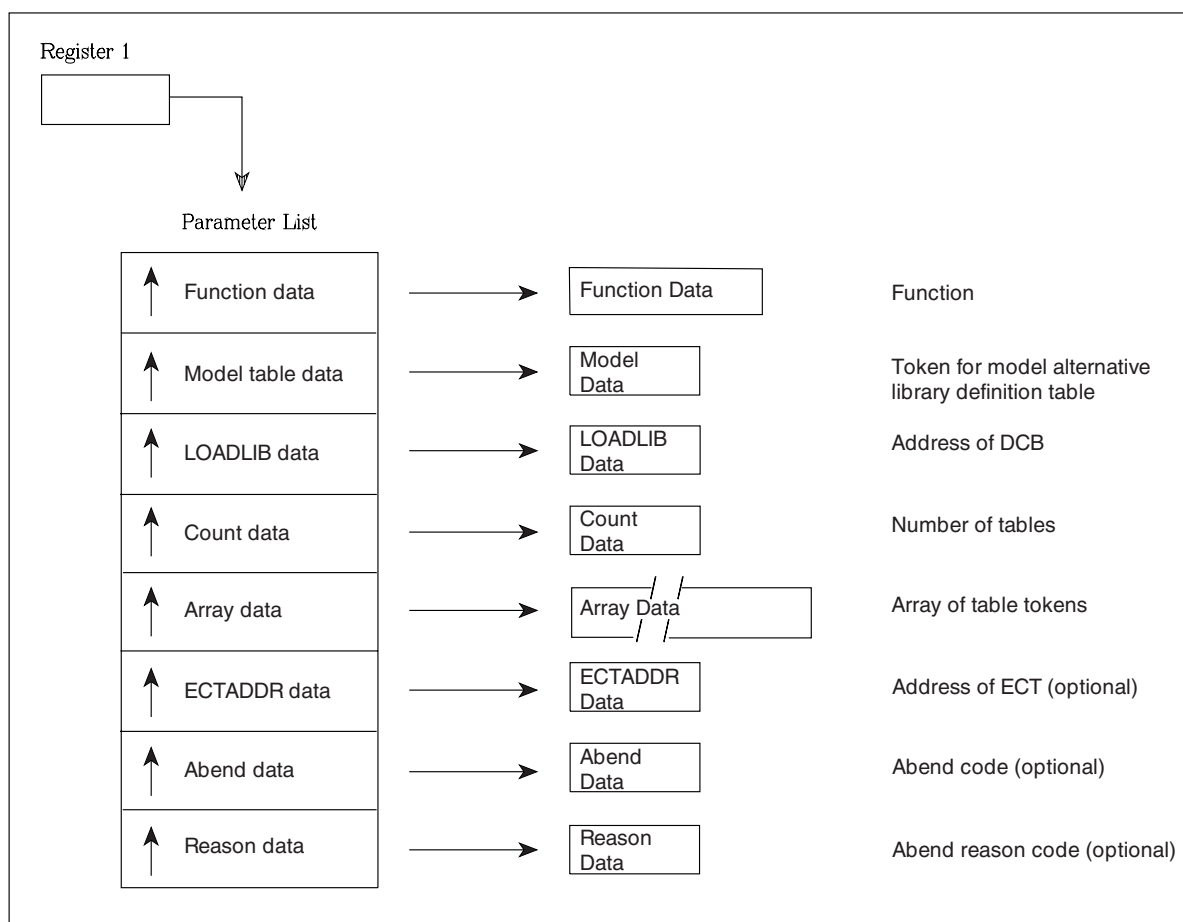 Register 1
Parameter List
Function data
Function Data
Function
Model table data
Model
Data
Token for model alternative
library definition table
LOADLIB data
LOADLIB
Data
Address of DCB
Count data
Count
Data
Number of tables
Array data
Array Data
Array of table tokens
ECTADDR data
ECTADDR
Data
Address of ECT (optional)
Abend data
Abend
Data
Abend code (optional)
Reason data
Reason
Data
Abend reason code (optional)